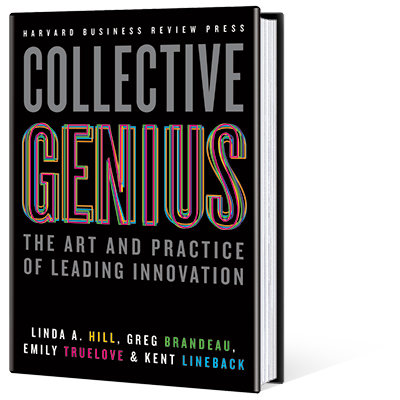 HARVARD BUSINESS REVIEW PRESS
COLLECTIVE
GENIUS
THE ART AND PRACTICE
OF LEADING INNOVATION
LINDA A. HILL, GREG BRANDEAU,
EMILY TRUELOVE & KENT LINEBACK